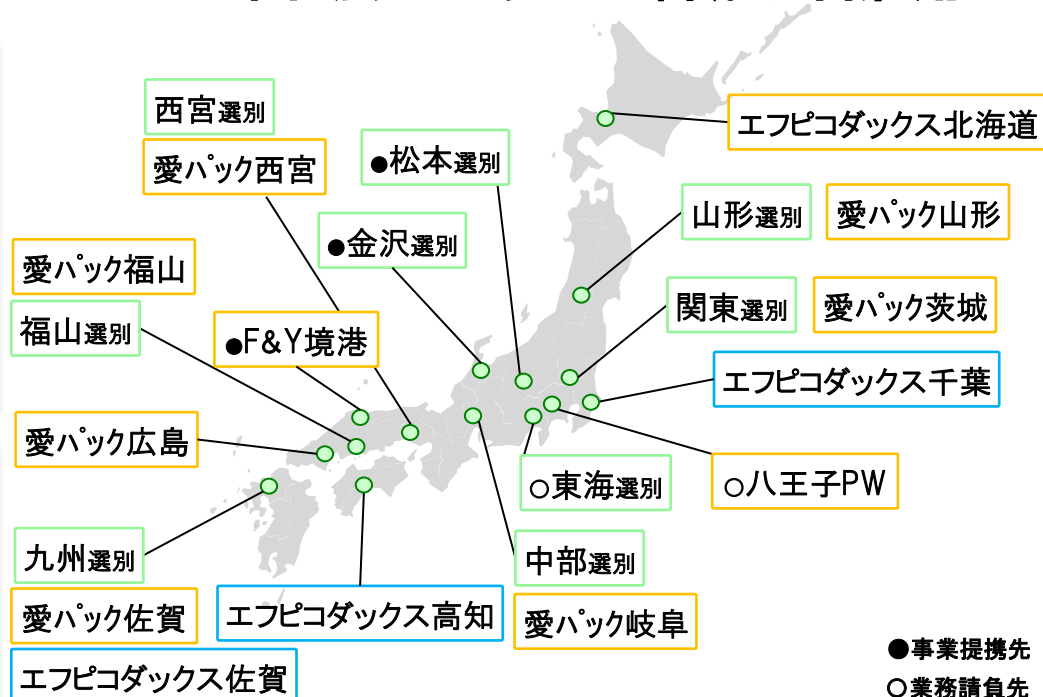 西宮選別
愛パック西宮
●松本選別
エフピコダックス北海道
●金沢選別
山形選別
愛パック山形
愛パック福山
福山選別
●F&Y境港
関東選別
愛パック茨城
エフピコダックス千葉
愛パック広島
○東海選別
○八王子PW
九州選別
中部選別
愛パック佐賀
エフピコダックス高知
愛パック岐阜
エフピコダックス佐賀
●事業提携先
○業務請負先